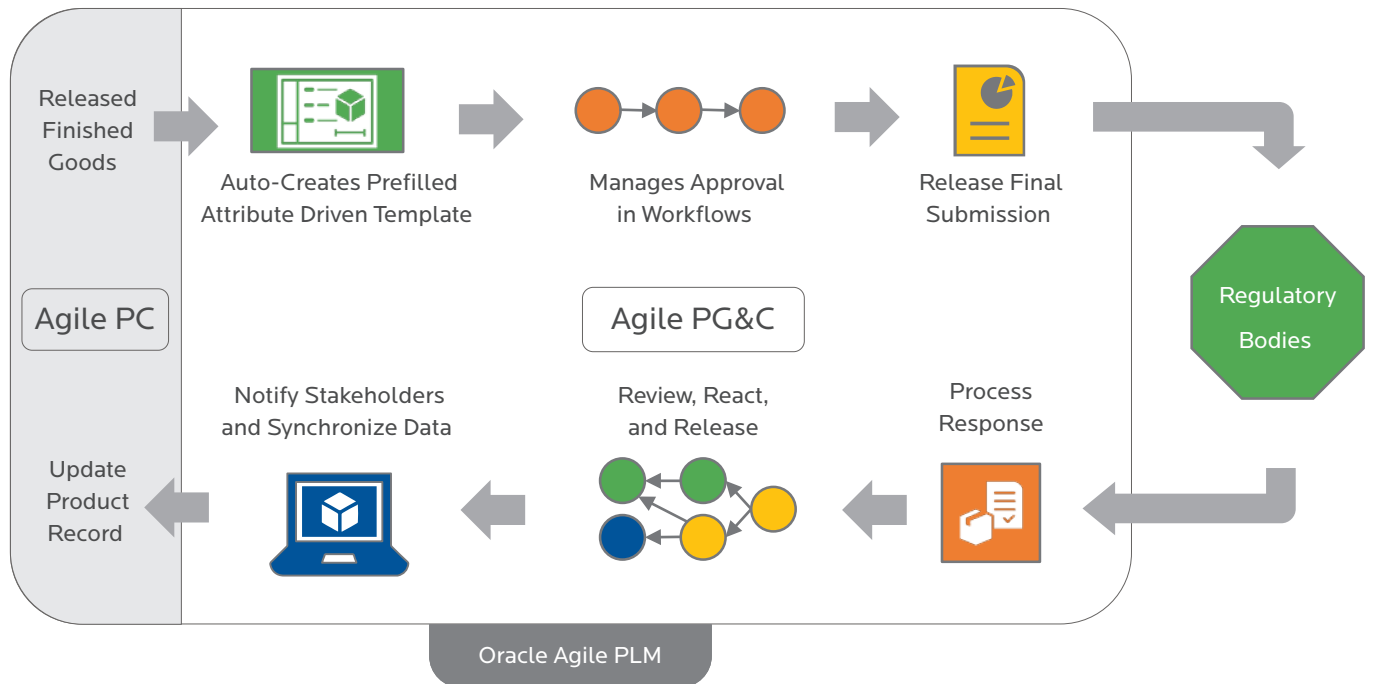 Released
Finished
Goods
Auto-Creates Prefilled
Attribute Driven Template
Manages Approval
in Workflows
Release Final
Submission
Agile PC
Agile PG&C
Regulatory
Bodies
Notify Stakeholders
and Synchronize Data
Review, React,
and Release
Process
Response
Update
Product
Record
Oracle Agile PLM